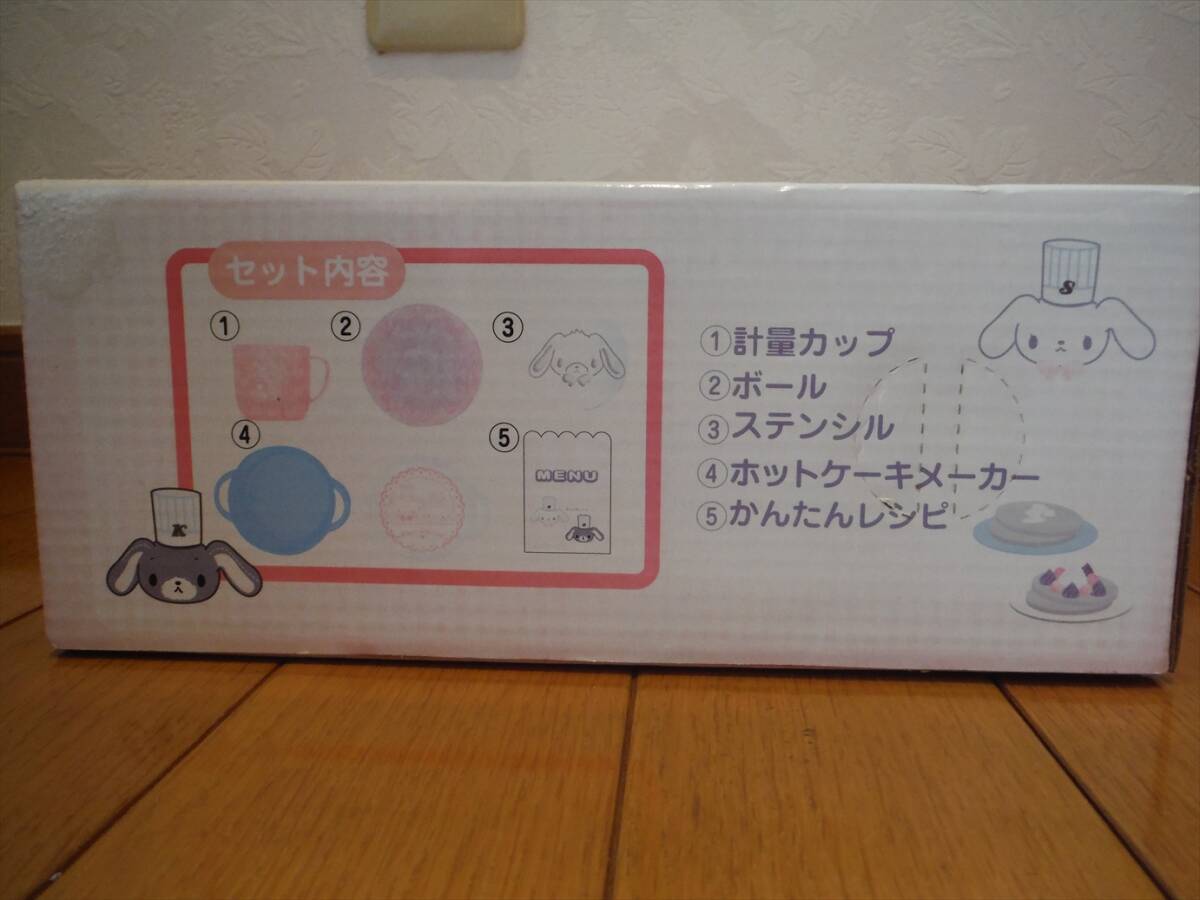 セット内容
①
②
③
④
⑤
MENU
K
S
①計量カップ
②ボール
③ステンシル
④ホットケーキメーカー
⑤かんたんレシピ